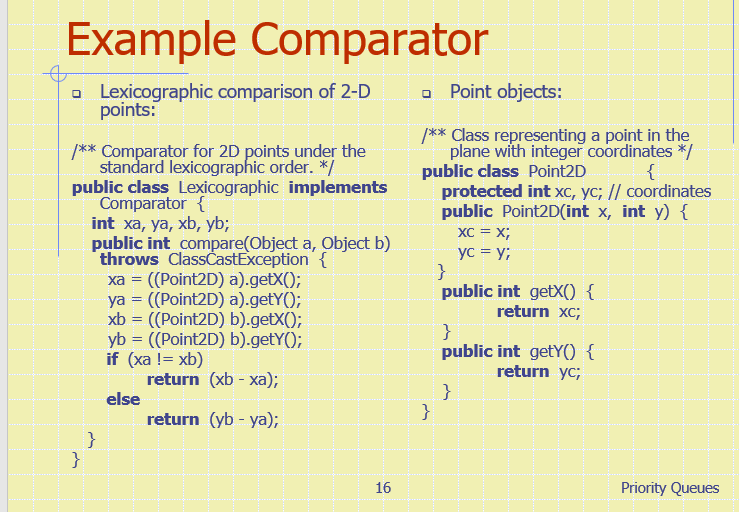 Example Comparator
Lexicographic comparison of 2-D
points:
/** Comparator for 2D points under the
standard lexicographic order. */
public class Lexicographic implements
Comparator {
int xa, ya, xb, yb;
public int compare(Object a, Object b)
throws ClassCastException {
xa = ((Point2D) a).getX();
ya = ((Point2D) a).getY();
xb = ((Point2D) b).getX();
yb = ((Point2D) b).getY();
if (xa != xb)
return (xb - xa);
else
return (yb - ya);
}
}
Point objects:
/** Class representing a point in the
plane with integer coordinates */
public class Point2D {
protected int xc, yc; // coordinates
public Point2D(int x, int y) {
xc = x;
yc = y;
}
public int getX() {
return xc;
}
public int getY() {
return yc;
}
}
16
Priority Queues